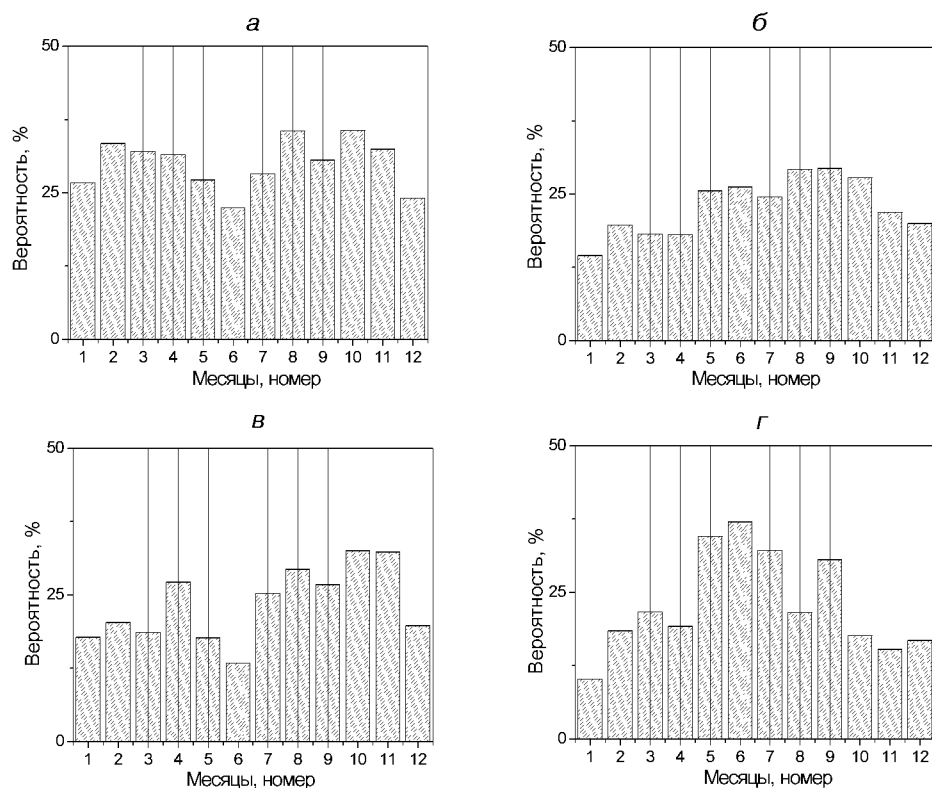 а
Вероятность, %
50
25
0
1 2 3 4 5 6 7 8 9 10 11 12
Месяцы, номер
б
Вероятность, %
50
25
0
1 2 3 4 5 6 7 8 9 10 11 12
Месяцы, номер
в
Вероятность, %
50
25
0
1 2 3 4 5 6 7 8 9 10 11 12
Месяцы, номер
г
Вероятность, %
50
25
0
1 2 3 4 5 6 7 8 9 10 11 12
Месяцы, номер